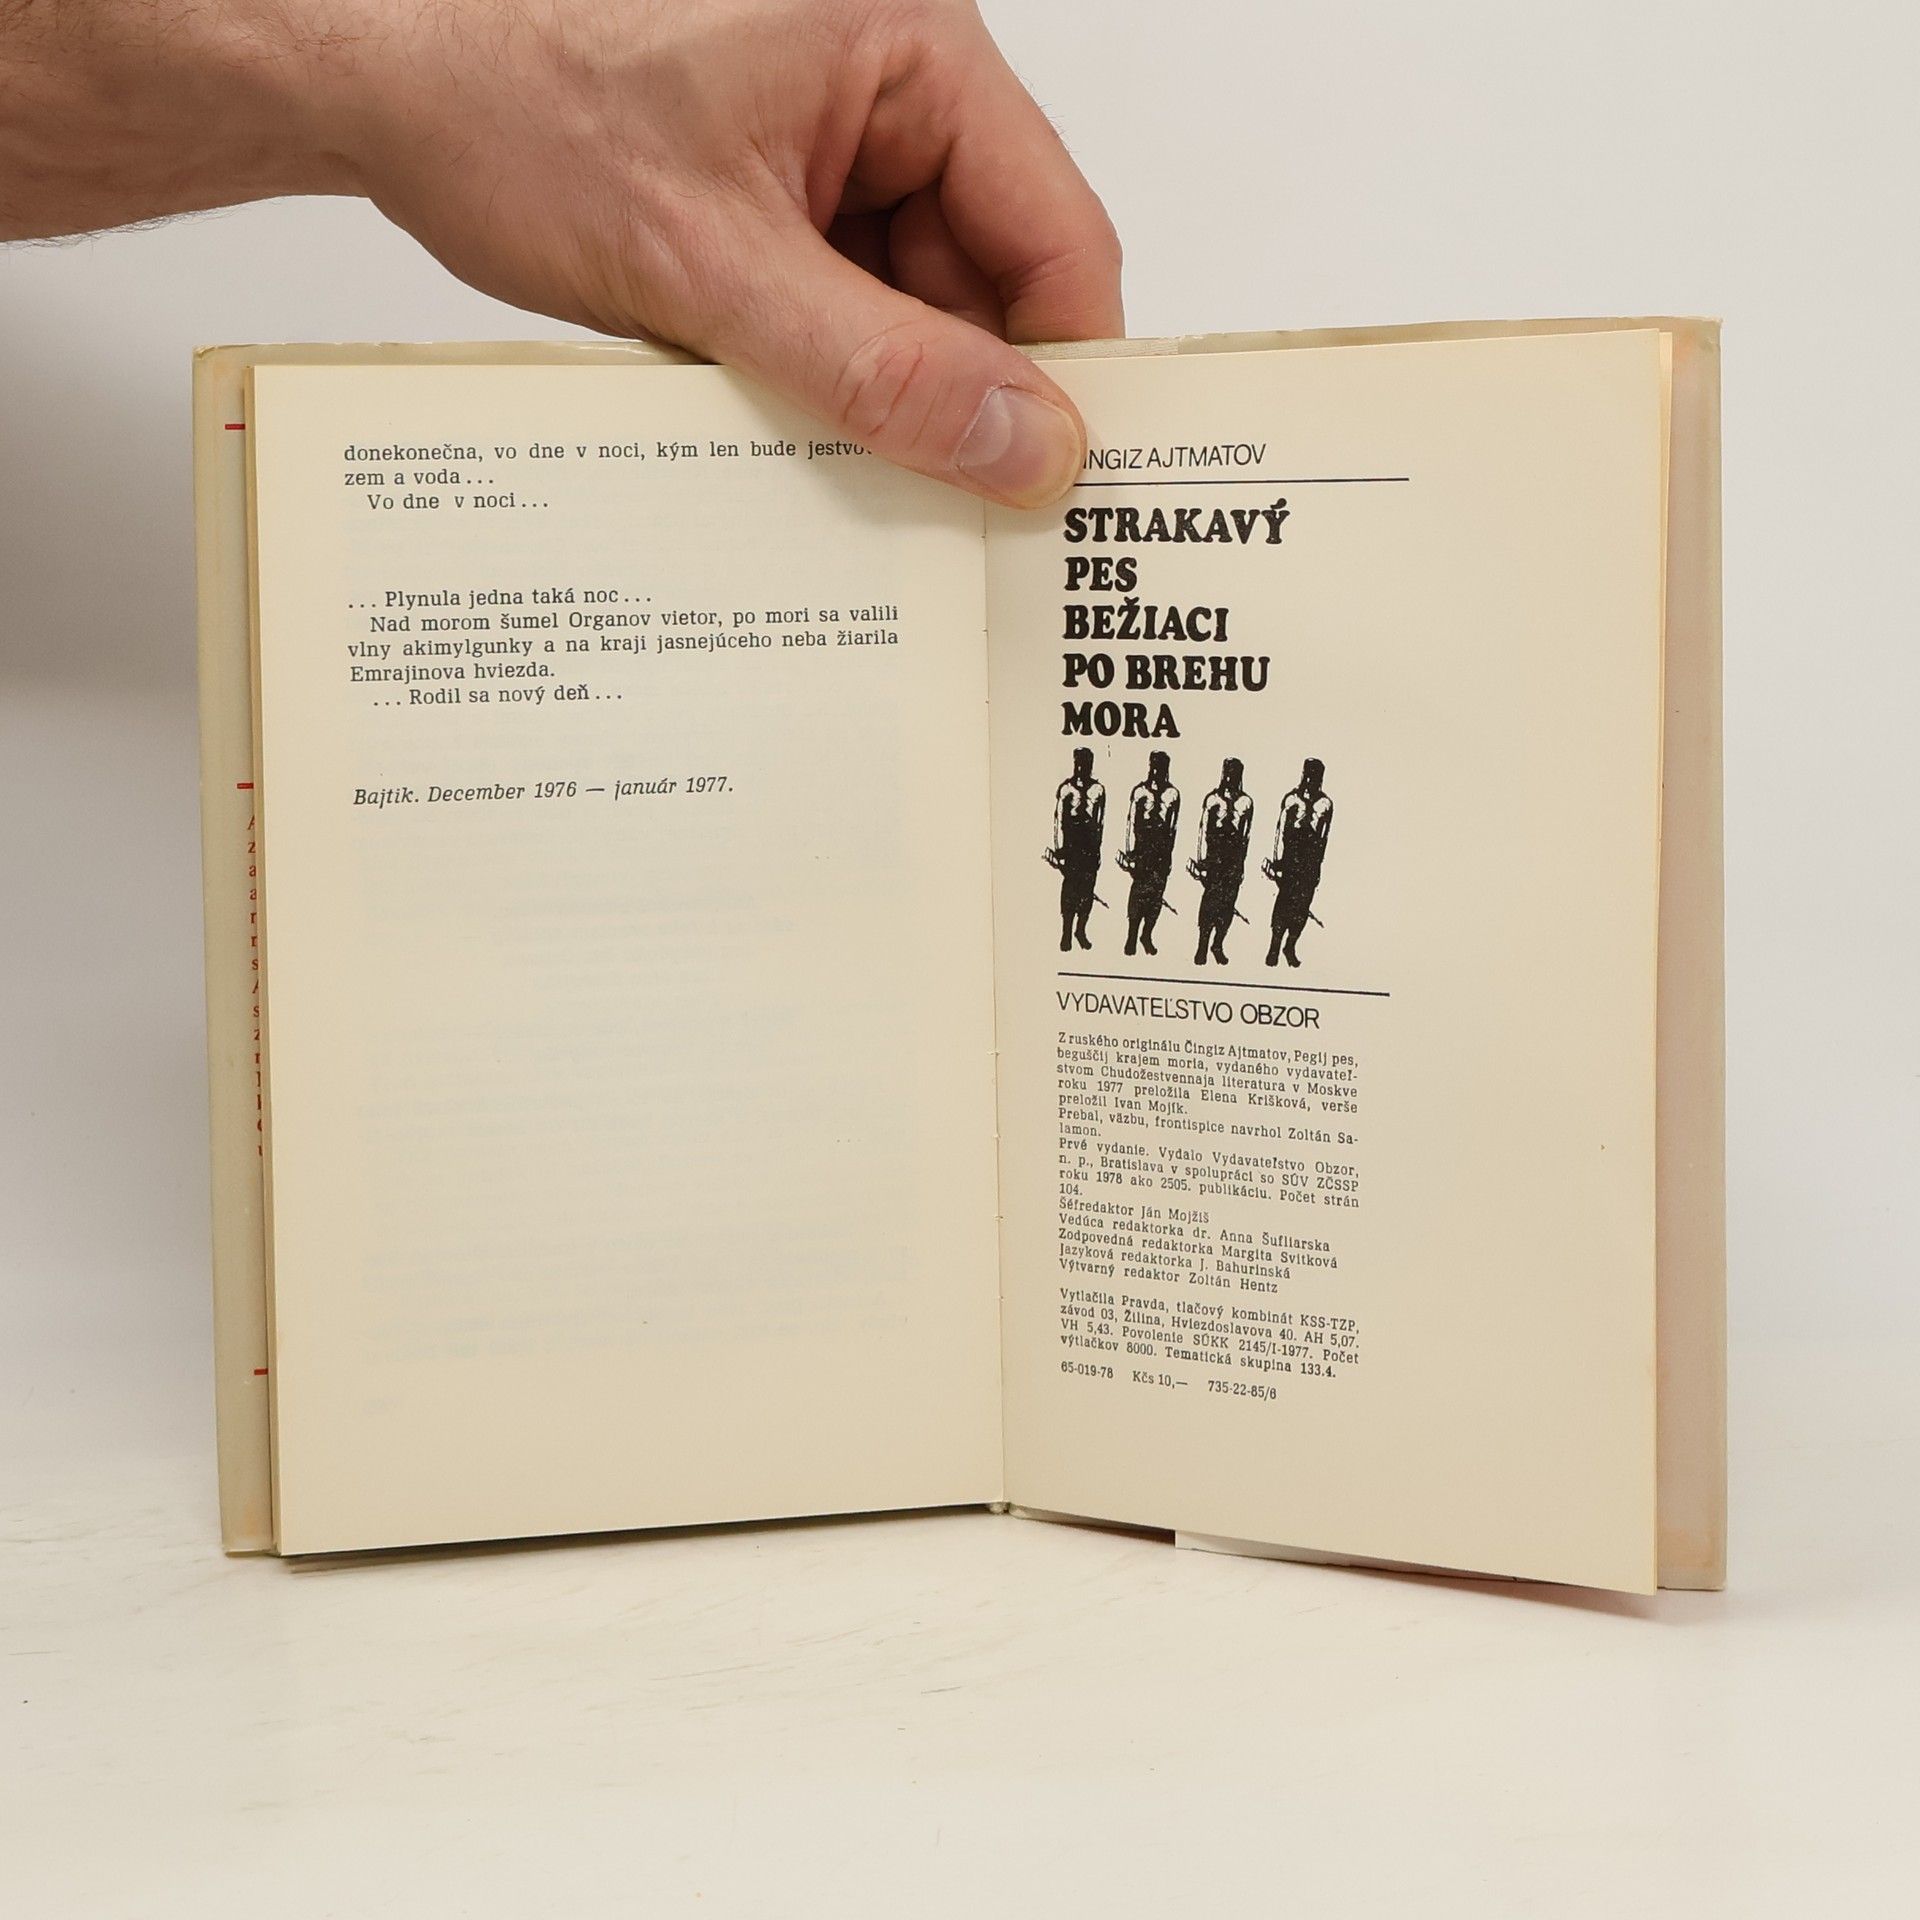 donekonečna, vo dne v noci, kým len bude
zem a voda...
Vo dne v noci...
...Plynula jedna taká noc...
Nad morom šumel Organov vietor, po mori sa valili
vlny akimylgunky a na kraji jasnejúceho neba žiarila
Emrajinova hviezda.
...Rodil sa nový deň...
Bajtik. December 1976 — január 1977.
AJTMATOV
STRAKAVÝ
PES
BEŽIACI
PO BREHU
MORA
VYDAVATEĽSTVO OBZOR
Z ruského originálu Čingiz Ajtmatov, Pegij pes,
beguščij krajem moria, vydaného vydavateľ-
stvom Chudožestvennaja literatura v Moskve
roku 1977 preložila Elena Krišková, verše
preložil Ivan Mojík.
Prebal, väzbu, frontispice navrhol Zoltán Sa-
lamon.
Prvé vydanie. Vydalo Vydavateľstvo Obzor,
n. p., Bratislava v spolupráci so SÚV ZČSSP
roku 1978 ako 2505. publikáciu. Počet strán
104.
Šéfredaktor Ján Mojžiš
Vedúca redaktorka dr. Anna Šufliarska
Zodpovedná redaktorka Margita Svitková
Jazyková redaktorka J. Bahurinská
Výtvarný redaktor Zoltán Hentz
Vytlačila Pravda, tlačový kombinát KSS-TZP,
závod 03, Žilina, Hviezdoslavova 40. AH 5,07.
VH 5,43. Povolenie SÚKK 2145/I-1977. Počet
výtlačkov 8000. Tematická skupina 133.4.
65-019-78 Kčs 10,— 735-22-85/6